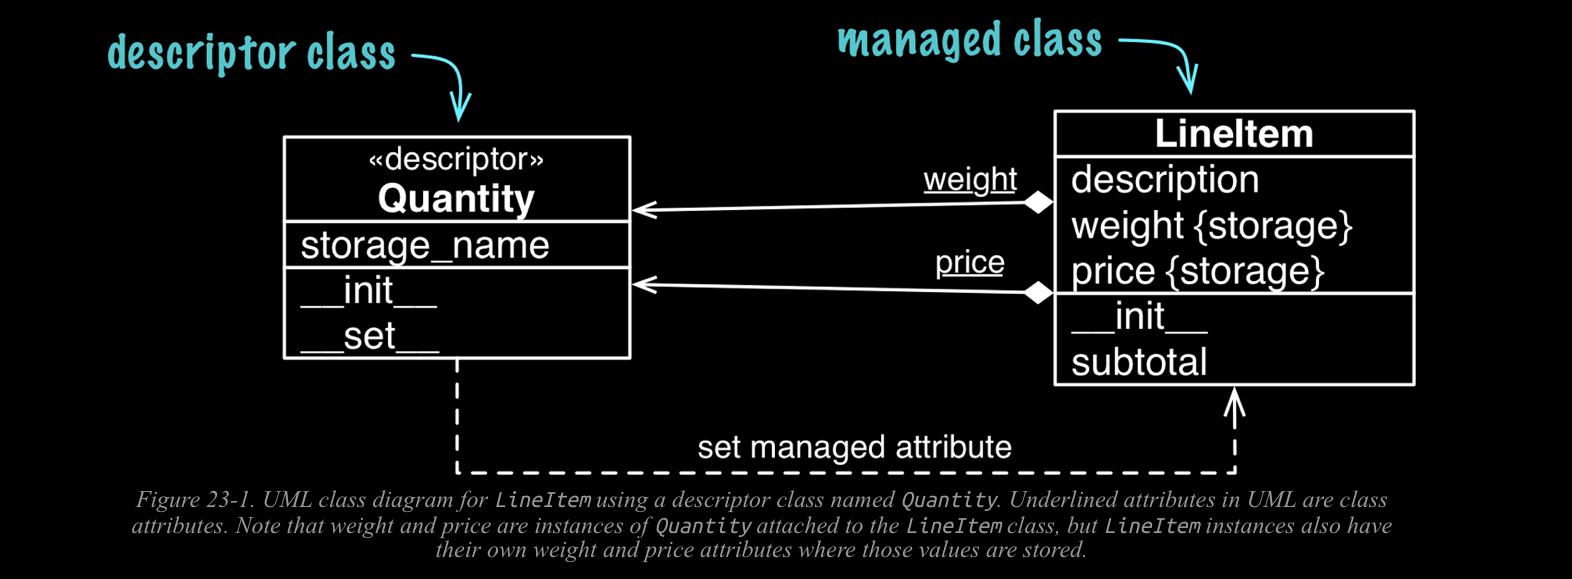 descriptor class
managed class
«descriptor»
Quantity
storage_name
__init__
__set__
weight
price
LineItem
description
weight {storage}
price {storage}
__init__
subtotal
set managed attribute
Figure 23-1. UML class diagram for LineItem using a descriptor class named Quantity. Underlined attributes in UML are class
attributes. Note that weight and price are instances of Quantity attached to the LineItem class, but LineItem instances also have
their own weight and price attributes where those values are stored.